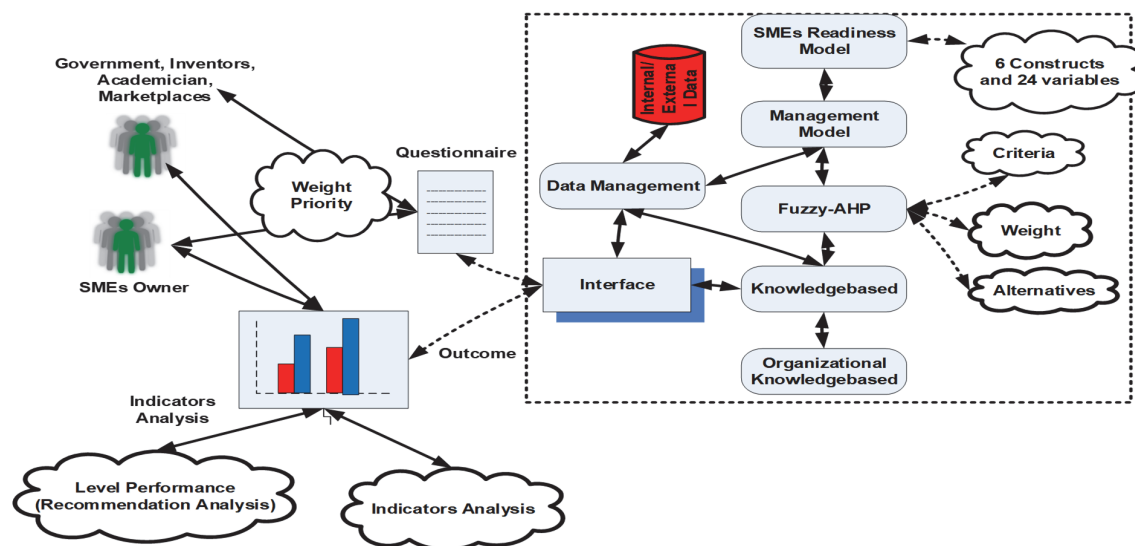 Government, Inventors,
Academician,
Marketplaces
SMEs Owner
Weight
Priority
Questionnaire
Outcome
Indicators
Analysis
Level Performance
(Recommendation Analysis)
Indicators Analysis
Internal/
Externa
l Data
Data Management
Interface
SMEs Readiness
Model
Management
Model
Fuzzy-AHP
Knowledgebased
Organizational
Knowledgebased
6 Constructs
and 24 variables
Criteria
Weight
Alternatives